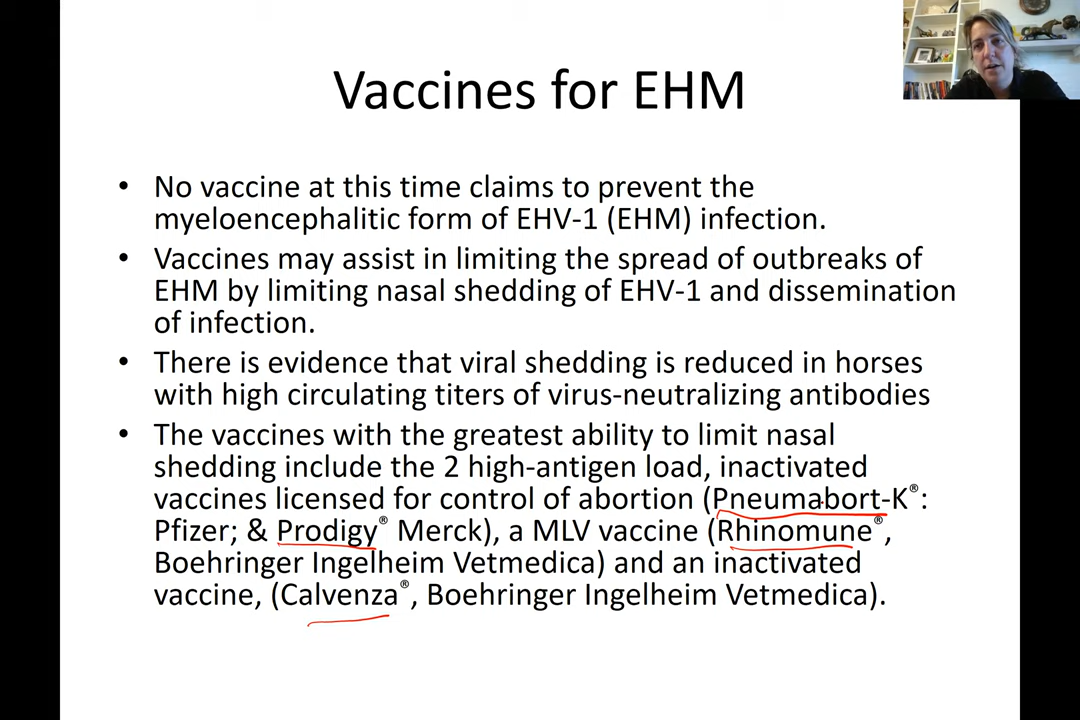 Vaccines for EHM
• No vaccine at this time claims to prevent the
myeloencephalitic form of EHV-1 (EHM) infection.
• Vaccines may assist in limiting the spread of outbreaks of
EHM by limiting nasal shedding of EHV-1 and dissemination
of infection.
• There is evidence that viral shedding is reduced in horses
with high circulating titers of virus-neutralizing antibodies
• The vaccines with the greatest ability to limit nasal
shedding include the 2 high-antigen load, inactivated
vaccines licensed for control of abortion (Pneumabort-K®:
Pfizer; & Prodigy® Merck), a MLV vaccine (Rhinomune®,
Boehringer Ingelheim Vetmedica) and an inactivated
vaccine, (Calvenza®, Boehringer Ingelheim Vetmedica).